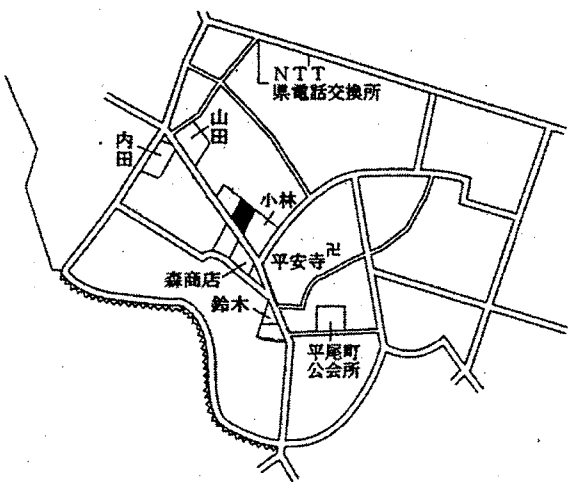 NTT
県電話交換所
山田
内田
小林
平安寺卍
森商店
鈴木
平尾町
公会所